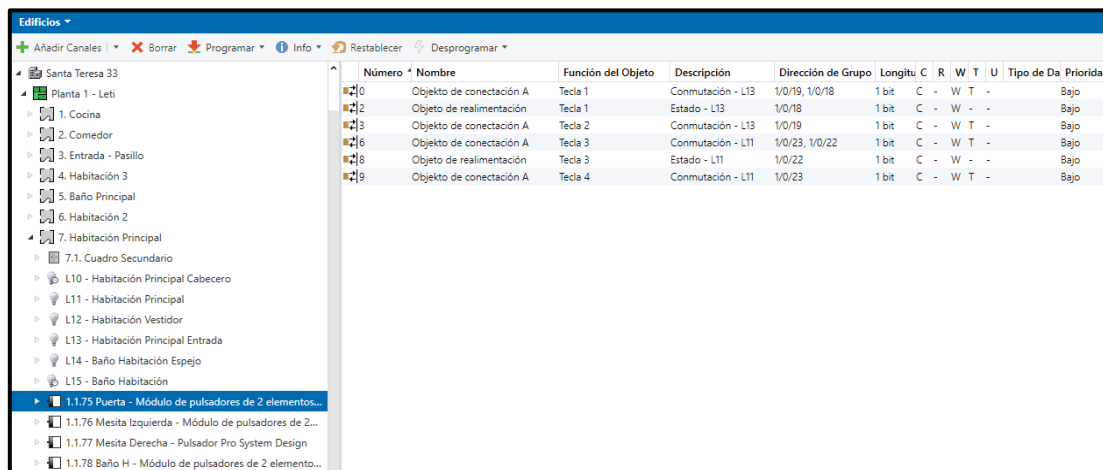 Edificios
Añadir Canales Borrar Programar Info Restablecer Desprogramar
Santa Teresa 33
Planta 1 - Leti
1. Cocina
2. Comedor
3. Entrada - Pasillo
4. Habitación 3
5. Baño Principal
6. Habitación 2
7. Habitación Principal
7.1. Cuadro Secundario
L10 - Habitación Principal Cabecero
L11 - Habitación Principal
L12 - Habitación Vestidor
L13 - Habitación Principal Entrada
L14 - Baño Habitación Espejo
L15 - Baño Habitación
1.1.75 Puerta - Módulo de pulsadores de 2 elementos...
1.1.76 Mesita Izquierda - Módulo de pulsadores de 2...
1.1.77 Mesita Derecha - Pulsador Pro System Design
1.1.78 Baño H - Módulo de pulsadores de 2 elemento...
Número Nombre Función del Objeto Descripción Dirección de Grupo Longitu C R W T U Tipo de Da Priorida
0 Objekto de conectación A Tecla 1 Conmutación - L13 1/0/19, 1/0/18 1 bit C - W T - Bajo
2 Objeto de realimentación Tecla 1 Estado - L13 1/0/18 1 bit C - W - - Bajo
3 Objekto de conectación A Tecla 2 Conmutación - L13 1/0/19 1 bit C - W T - Bajo
6 Objekto de conectación A Tecla 3 Conmutación - L11 1/0/23, 1/0/22 1 bit C - W T - Bajo
8 Objeto de realimentación Tecla 3 Estado - L11 1/0/22 1 bit C - W - - Bajo
9 Objekto de conectación A Tecla 4 Conmutación - L11 1/0/23 1 bit C - W T - Bajo